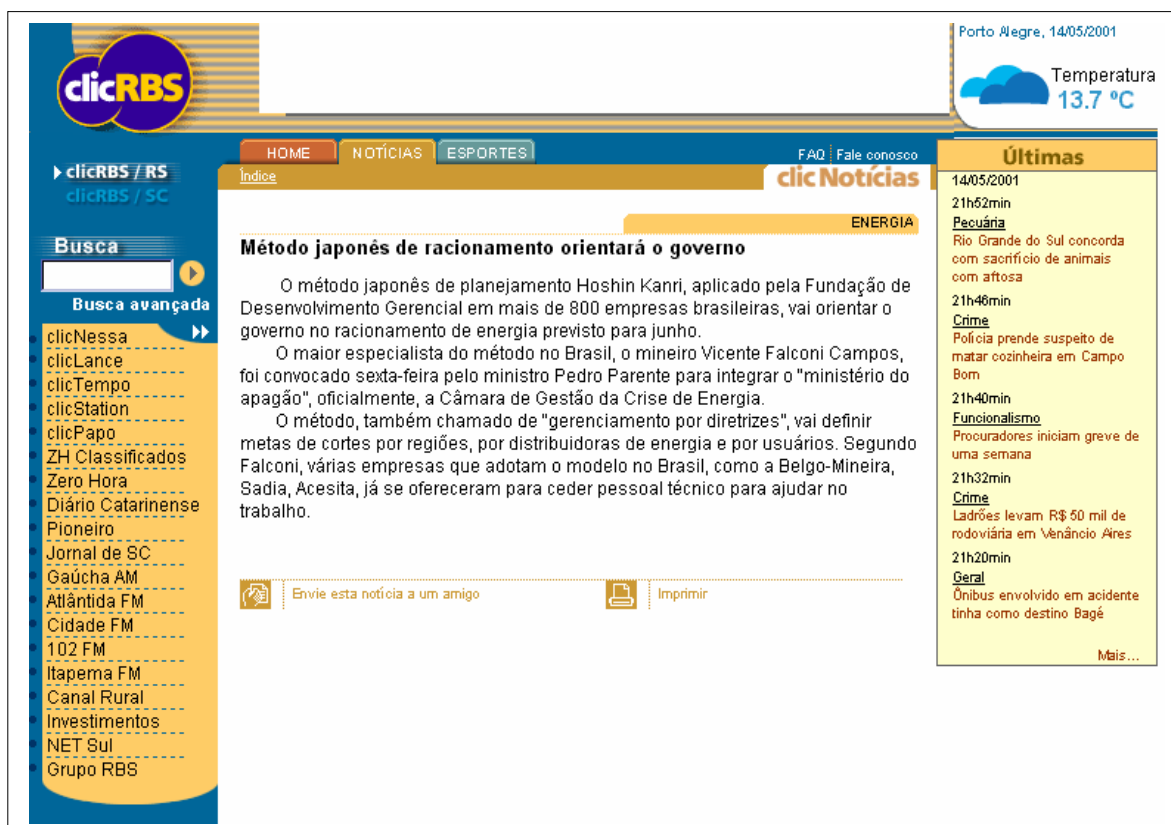 clicRBS
Porto Alegre, 14/05/2001
Temperatura
13.7 ºC
clicRBS / RS
clicRBS / SC
HOME
NOTÍCIAS
ESPORTES
FAQ
Fale conosco
Índice
clicNotícias
Busca
Busca avançada
clicNessa
clicLance
clicTempo
clicStation
clicPapo
ZH Classificados
Zero Hora
Diário Catarinense
Pioneiro
Jornal de SC
Gaúcha AM
Atlântida FM
Cidade FM
102 FM
Itapema FM
Canal Rural
Investimentos
NET Sul
Grupo RBS
ENERGIA
Método japonês de racionamento orientará o governo
O método japonês de planejamento Hoshin Kanri, aplicado pela Fundação de
Desenvolvimento Gerencial em mais de 800 empresas brasileiras, vai orientar o
governo no racionamento de energia previsto para junho.
O maior especialista do método no Brasil, o mineiro Vicente Falconi Campos,
foi convocado sexta-feira pelo ministro Pedro Parente para integrar o "ministério do
apagão", oficialmente, a Câmara de Gestão da Crise de Energia.
O método, também chamado de "gerenciamento por diretrizes", vai definir
metas de cortes por regiões, por distribuidoras de energia e por usuários. Segundo
Falconi, várias empresas que adotam o modelo no Brasil, como a Belgo-Mineira,
Sadia, Acesita, já se ofereceram para ceder pessoal técnico para ajudar no
trabalho.
Envie esta notícia a um amigo
Imprimir
Últimas
14/05/2001
21h52min
Pecuária
Rio Grande do Sul concorda
com sacrifício de animais
com aftosa
21h46min
Crime
Polícia prende suspeito de
matar cozinheira em Campo
Bom
21h40min
Funcionalismo
Procuradores iniciam greve de
uma semana
21h32min
Crime
Ladrões levam R$ 50 mil de
rodoviária em Venâncio Aires
21h20min
Geral
Ônibus envolvido em acidente
tinha como destino Bagé
Mais...